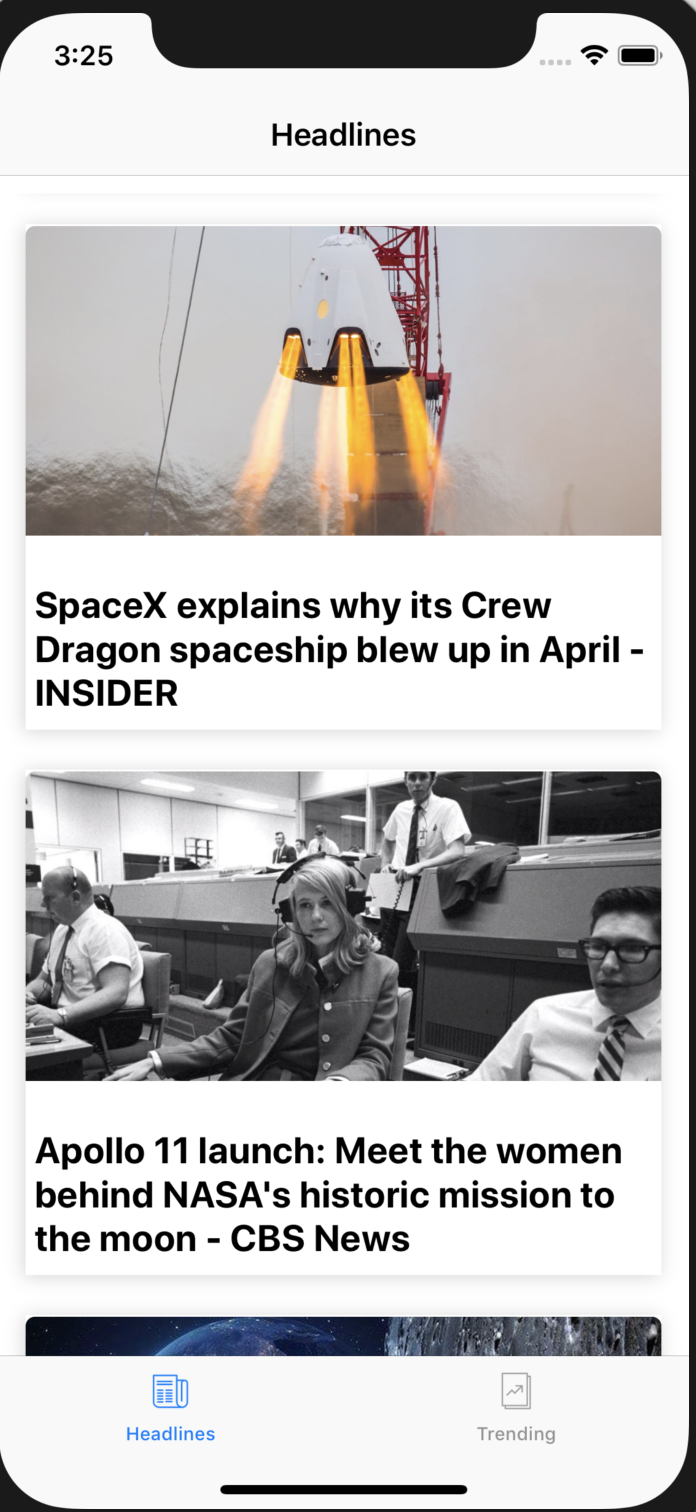 3:25
Headlines
SpaceX explains why its Crew
Dragon spaceship blew up in April -
INSIDER
Apollo 11 launch: Meet the women
behind NASA's historic mission to
the moon - CBS News
Headlines
Trending